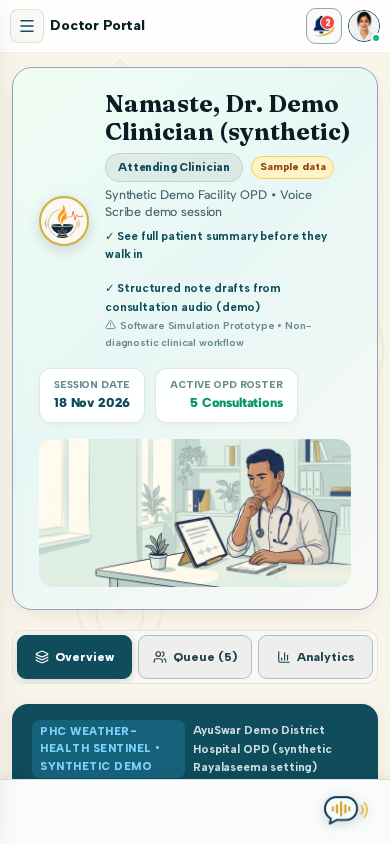 Doctor Portal
2
Namaste, Dr. Demo
Clinician (synthetic)
Attending Clinician
Sample data
Synthetic Demo Facility OPD • Voice
Scribe demo session
✓ See full patient summary before they
walk in
✓ Structured note drafts from
consultation audio (demo)
⚠ Software Simulation Prototype • Non-
diagnostic clinical workflow
SESSION DATE
18 Nov 2026
ACTIVE OPD ROSTER
5 Consultations
Overview
Queue (5)
Analytics
PHC WEATHER-
HEALTH SENTINEL •
SYNTHETIC DEMO
AyuSwar Demo District
Hospital OPD (synthetic
Rayalaseema setting)